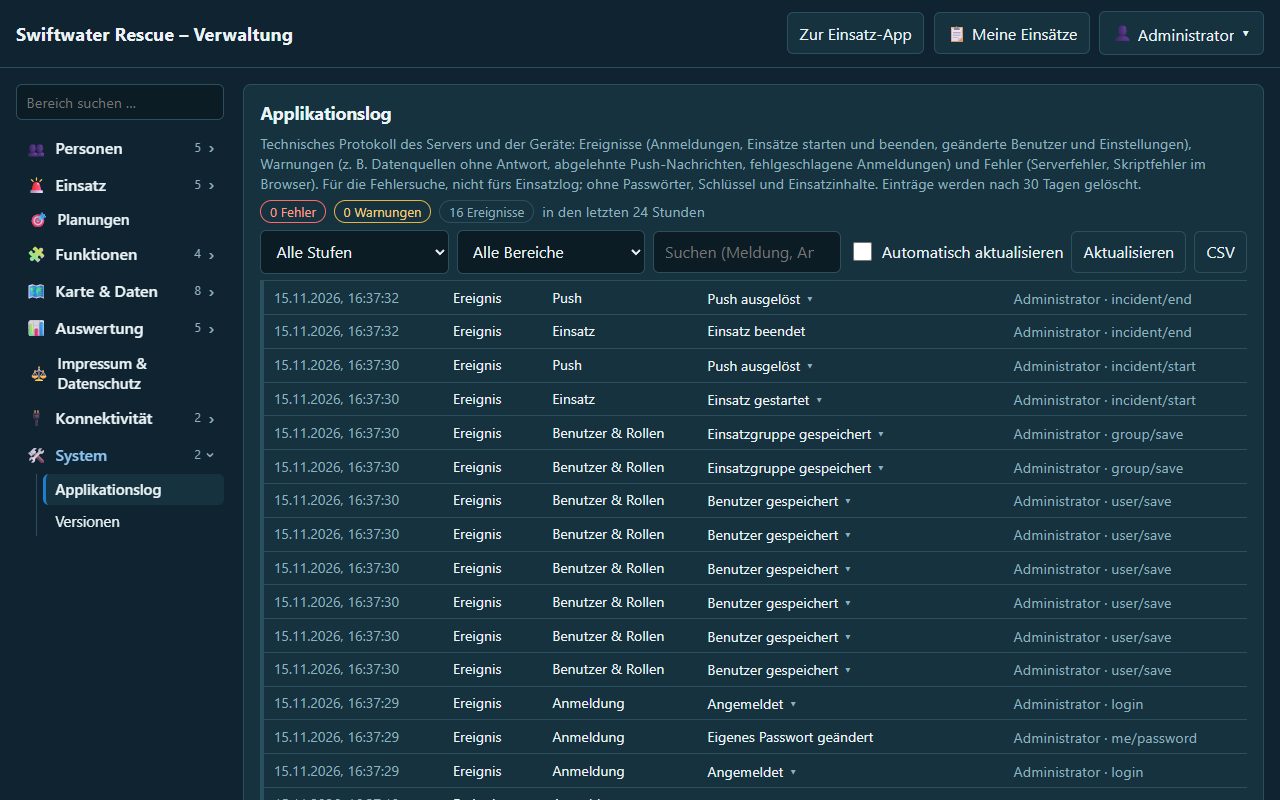 Swiftwater Rescue – Verwaltung
Zur Einsatz-App
Meine Einsätze
Administrator
Bereich suchen ...
Personen 5
Einsatz 5
Planungen
Funktionen 4
Karte & Daten 8
Auswertung 5
Impressum &
Datenschutz
Konnektivität 2
System 2
Applikationslog
Versionen
Applikationslog
Technisches Protokoll des Servers und der Geräte: Ereignisse (Anmeldungen, Einsätze starten und beenden, geänderte Benutzer und Einstellungen),
Warnungen (z. B. Datenquellen ohne Antwort, abgelehnte Push-Nachrichten, fehlgeschlagene Anmeldungen) und Fehler (Serverfehler, Skriptfehler im
Browser). Für die Fehlersuche, nicht fürs Einsatzlog; ohne Passwörter, Schlüssel und Einsatzinhalte. Einträge werden nach 30 Tagen gelöscht.
0 Fehler 0 Warnungen 16 Ereignisse in den letzten 24 Stunden
Alle Stufen Alle Bereiche Suchen (Meldung, Ar Automatisch aktualisieren Aktualisieren CSV
15.11.2026, 16:37:32 Ereignis Push Push ausgelöst Administrator · incident/end
15.11.2026, 16:37:32 Ereignis Einsatz Einsatz beendet Administrator · incident/end
15.11.2026, 16:37:30 Ereignis Push Push ausgelöst Administrator · incident/start
15.11.2026, 16:37:30 Ereignis Einsatz Einsatz gestartet Administrator · incident/start
15.11.2026, 16:37:30 Ereignis Benutzer & Rollen Einsatzgruppe gespeichert Administrator · group/save
15.11.2026, 16:37:30 Ereignis Benutzer & Rollen Einsatzgruppe gespeichert Administrator · group/save
15.11.2026, 16:37:30 Ereignis Benutzer & Rollen Benutzer gespeichert Administrator · user/save
15.11.2026, 16:37:30 Ereignis Benutzer & Rollen Benutzer gespeichert Administrator · user/save
15.11.2026, 16:37:30 Ereignis Benutzer & Rollen Benutzer gespeichert Administrator · user/save
15.11.2026, 16:37:30 Ereignis Benutzer & Rollen Benutzer gespeichert Administrator · user/save
15.11.2026, 16:37:30 Ereignis Benutzer & Rollen Benutzer gespeichert Administrator · user/save
15.11.2026, 16:37:30 Ereignis Benutzer & Rollen Benutzer gespeichert Administrator · user/save
15.11.2026, 16:37:29 Ereignis Anmeldung Angemeldet Administrator · login
15.11.2026, 16:37:29 Ereignis Anmeldung Eigenes Passwort geändert Administrator · me/password
15.11.2026, 16:37:29 Ereignis Anmeldung Angemeldet Administrator · login